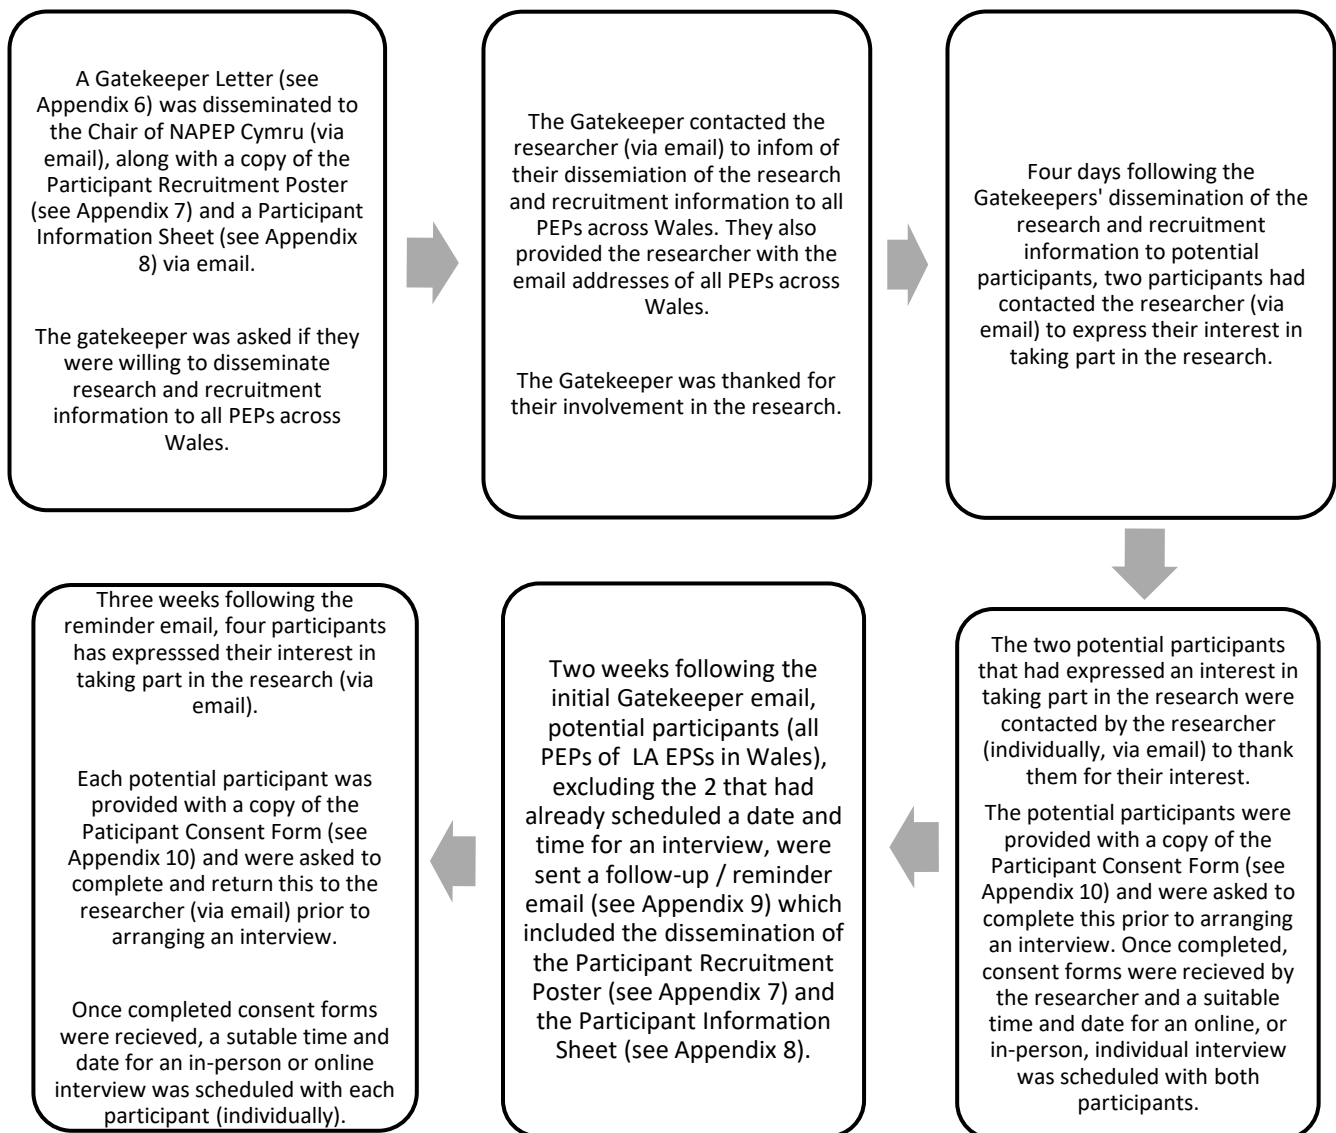 A Gatekeeper Letter (see
Appendix 6) was disseminated to
the Chair of NAPEP Cymru (via
email), along with a copy of the
Participant Recruitment Poster
(see Appendix 7) and a Participant
Information Sheet (see Appendix
8) via email.
The gatekeeper was asked if they
were willing to disseminate
research and recruitment
information to all PEPs across
Wales.
The Gatekeeper contacted the
researcher (via email) to infom of
their dissemiation of the research
and recruitment information to all
PEPs across Wales. They also
provided the researcher with the
email addresses of all PEPs across
Wales.
The Gatekeeper was thanked for
their involvement in the research.
Four days following the
Gatekeepers' dissemination of the
research and recruitment
information to potential
participants, two participants had
contacted the researcher (via
email) to express their interest in
taking part in the research.
The two potential participants
that had expressed an interest in
taking part in the research were
contacted by the researcher
(individually, via email) to thank
them for their interest.
The potential participants were
provided with a copy of the
Participant Consent Form (see
Appendix 10) and were asked to
complete this prior to arranging
an interview. Once completed,
consent forms were recieved by
the researcher and a suitable
time and date for an online, or
in-person, individual interview
was scheduled with both
participants.
Two weeks following the
initial Gatekeeper email,
potential participants (all
PEPs of LA EPSs in Wales),
excluding the 2 that had
already scheduled a date and
time for an interview, were
sent a follow-up / reminder
email (see Appendix 9) which
included the dissemination of
the Participant Recruitment
Poster (see Appendix 7) and
the Participant Information
Sheet (see Appendix 8).
Three weeks following the
reminder email, four participants
has expresssed their interest in
taking part in the research (via
email).
Each potential participant was
provided with a copy of the
Paticipant Consent Form (see
Appendix 10) and were asked to
complete and return this to the
researcher (via email) prior to
arranging an interview.
Once completed consent forms
were recieved, a sutable time and
date for an in-person or online
interview was scheduled with each
participant (individually).